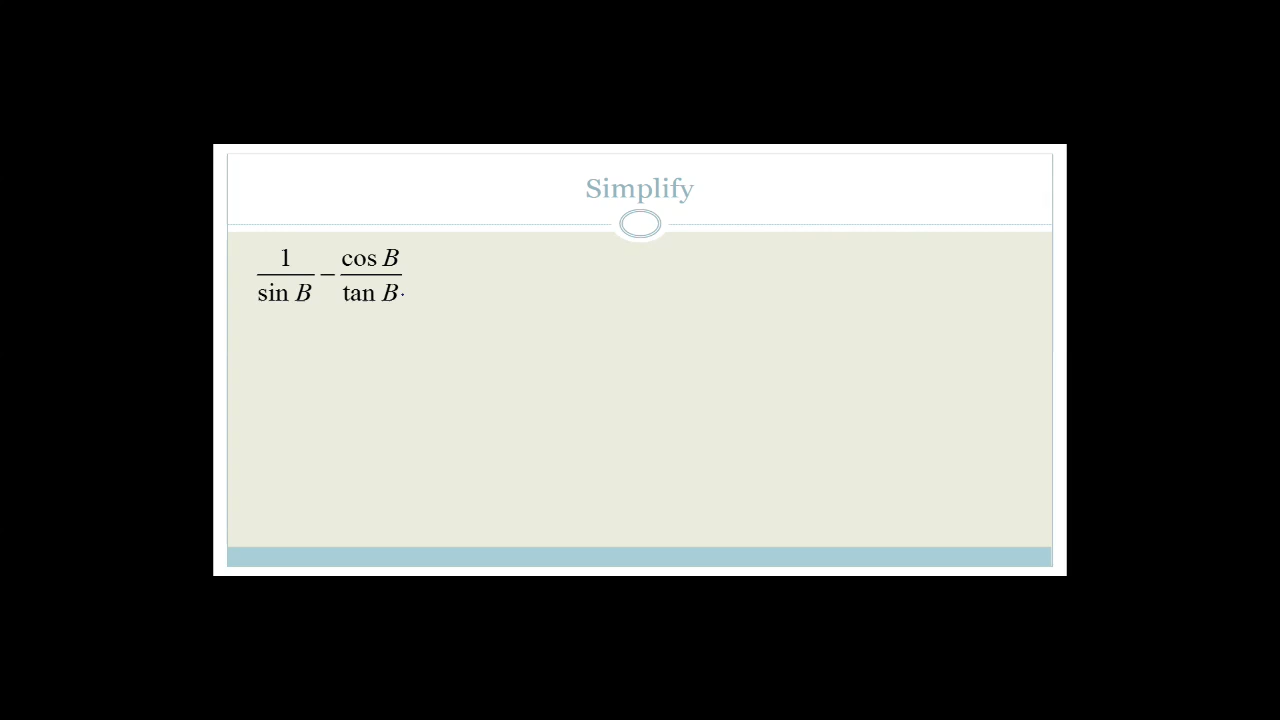 Simplify
1/sin B − cos B/tan B